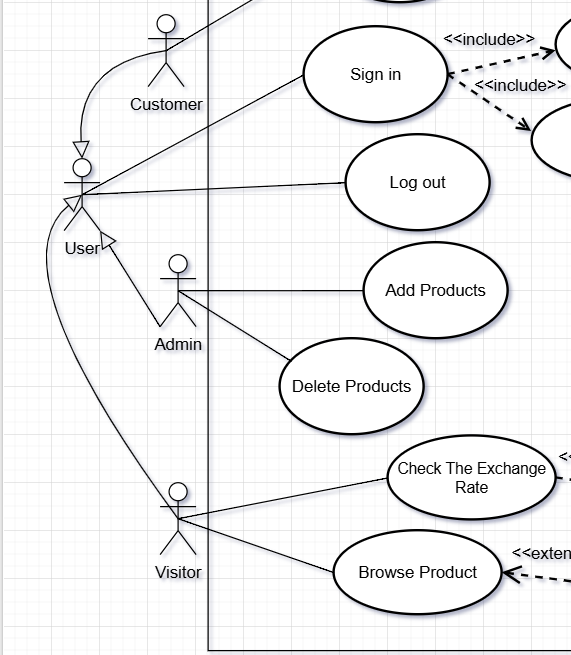 <<include>>
Sign in
<<include>>
Customer
Log out
User
Add Products
Admin
Delete Products
Check The Exchange
Rate
<<
<<exten
Visitor
Browse Product